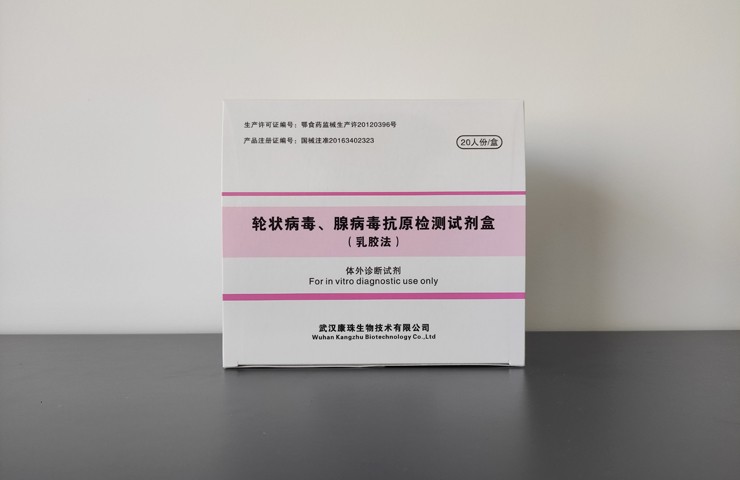 生产许可证编号：鄂食药监械生产许20120396号
产品注册证编号：国械注准20163402323
20人份/盒
轮状病毒、腺病毒抗原检测试剂盒
（乳胶法）
体外诊断试剂
For in vitro diagnostic use only
武汉康珠生物技术有限公司
Wuhan Kangzhu Biotechnology Co.,Ltd